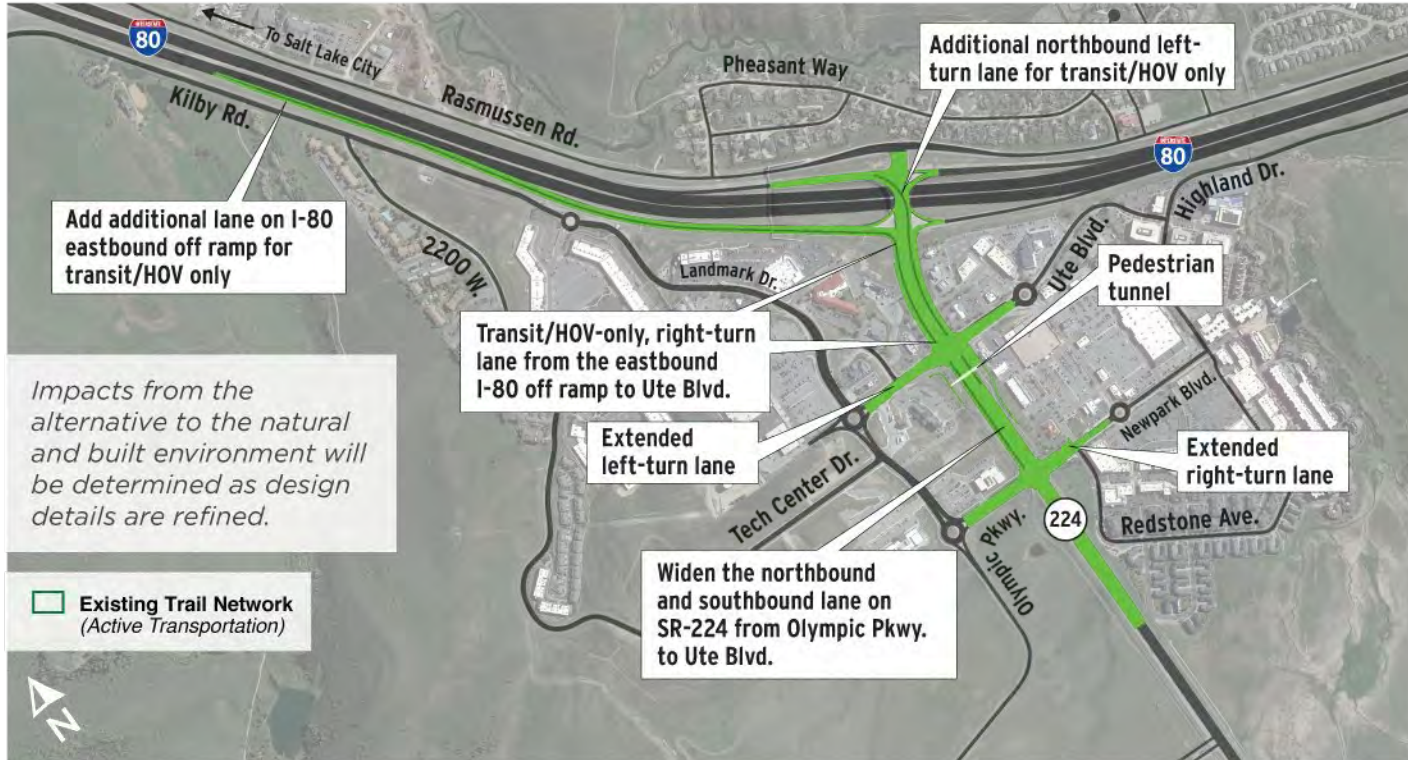 INTERSTATE
80
To Salt Lake City
Kilby Rd.
Rasmussen Rd.
Pheasant Way
Additional northbound left-
turn lane for transit/HOV only
INTERSTATE
80
Highland Dr.
Add additional lane on I-80
eastbound off ramp for
transit/HOV only
2200 W.
Landmark Dr.
Ute Blvd.
Pedestrian
tunnel
Transit/HOV-only, right-turn
lane from the eastbound
I-80 off ramp to Ute Blvd.
Extended
left-turn lane
Newpark Blvd.
Extended
right-turn lane
Tech Center Dr.
Olympic Pkwy.
224
Redstone Ave.
Widen the northbound
and southbound lane on
SR-224 from Olympic Pkwy.
to Ute Blvd.
Impacts from the
alternative to the natural
and built environment will
be determined as design
details are refined.
Existing Trail Network
(Active Transportation)
N